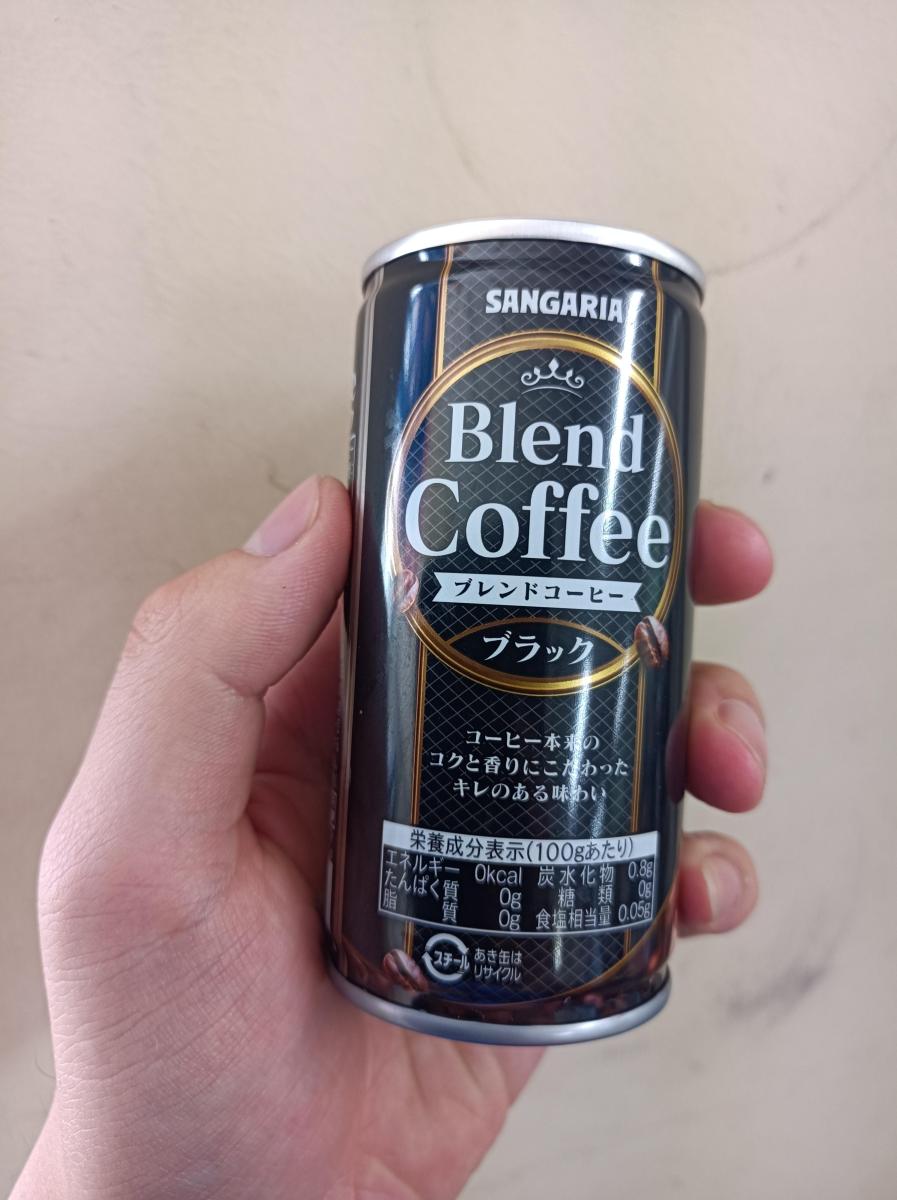 SANGARIA
Blend
Coffee
ブレンドコーヒー
ブラック
コーヒー本来の
コクと香りにこだわった
キレのある味わい
栄養成分表示(100gあたり)
エネルギー 0kcal 炭水化物 0.8g
たんぱく質 0g 糖類 0g
脂質 0g 食塩相当量 0.05g
スチール あき缶は
リサイクル